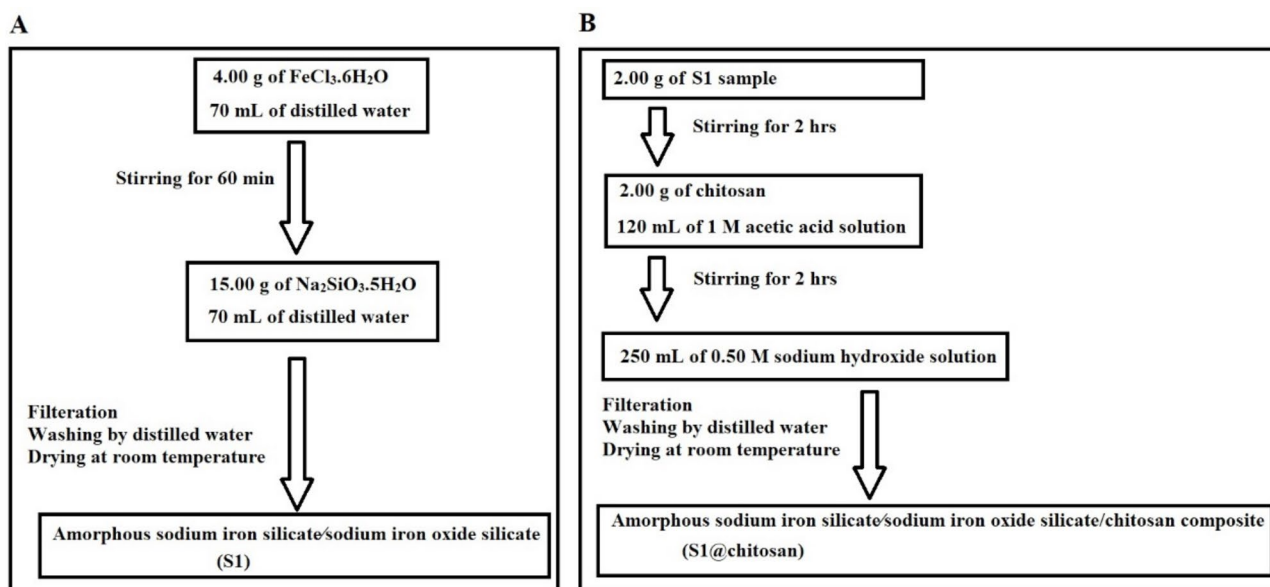 A
4.00 g of FeCl₃.6H₂O
70 mL of distilled water
Stirring for 60 min
15.00 g of Na₂SiO₃.5H₂O
70 mL of distilled water
Filteration
Washing by distilled water
Drying at room temperature
Amorphous sodium iron silicate/sodium iron oxide silicate
(S1)
B
2.00 g of S1 sample
Stirring for 2 hrs
2.00 g of chitosan
120 mL of 1 M acetic acid solution
Stirring for 2 hrs
250 mL of 0.50 M sodium hydroxide solution
Filteration
Washing by distilled water
Drying at room temperature
Amorphous sodium iron silicate/sodium iron oxide silicate/chitosan composite
(S1@chitosan)